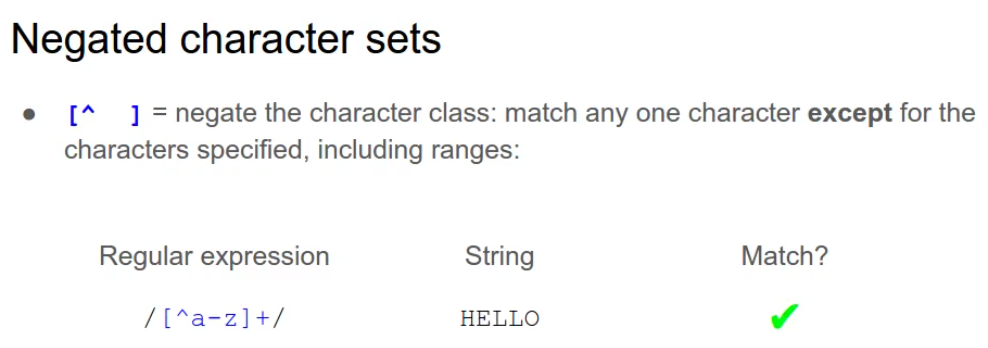 Negated character sets
● [^ ] = negate the character class: match any one character except for the
characters specified, including ranges:
Regular expression String Match?
/[^a-z]+/ HELLO ✔